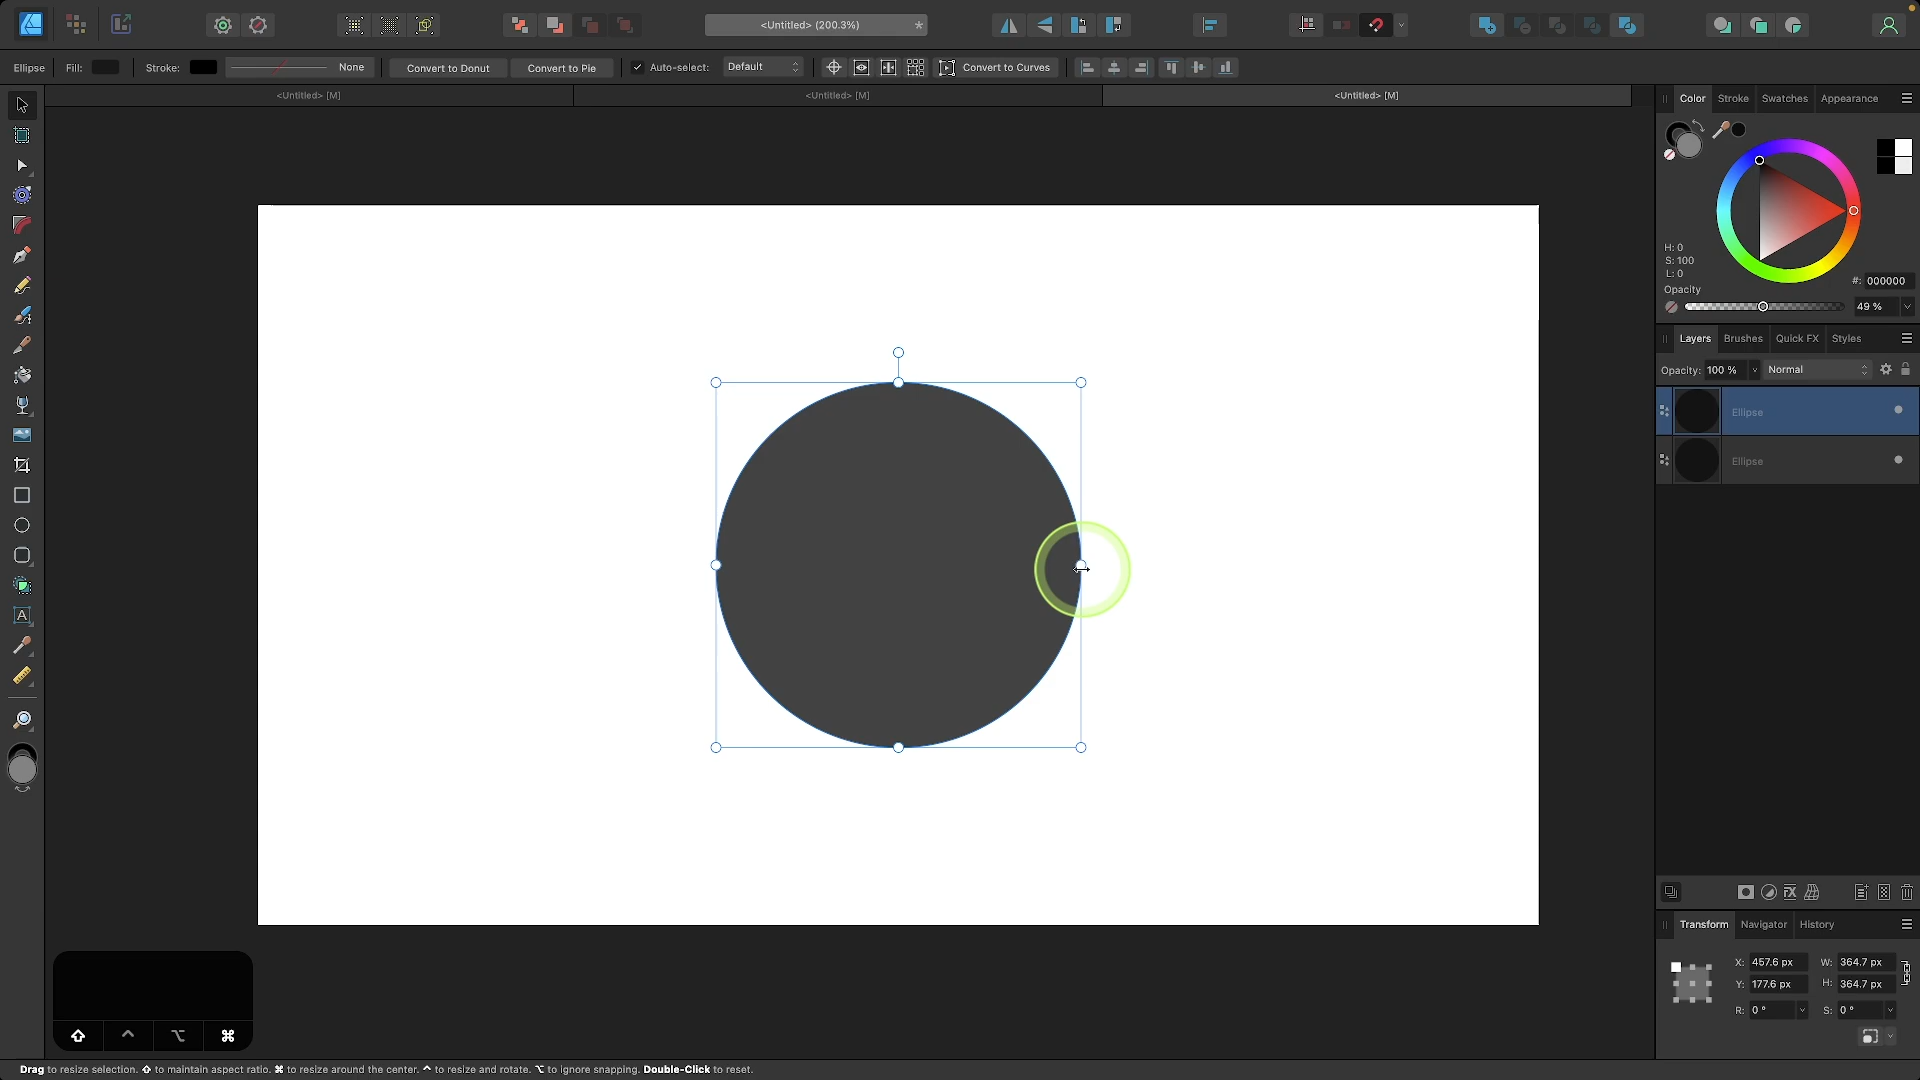 <Untitled> (200.3%)
*
Ellipse
Fill:
Stroke:
None
Convert to Donut
Convert to Pie
Auto-select:
Default
Convert to Curves
<Untitled> [M]
<Untitled> [M]
<Untitled> [M]
Color
Stroke
Swatches
Appearance
H: 0
S: 100
L: 0
#: 000000
Opacity
49 %
Layers
Brushes
Quick FX
Styles
Opacity: 100 %
Normal
Ellipse
Ellipse
Transform
Navigator
History
X: 457.6 px
W: 364.7 px
Y: 177.6 px
H: 364.7 px
R: 0 °
S: 0 °
Drag to resize selection. ⇧ to maintain aspect ratio. ⌘ to resize around the center. ^ to resize and rotate. ⌥ to ignore snapping. Double-Click to reset.